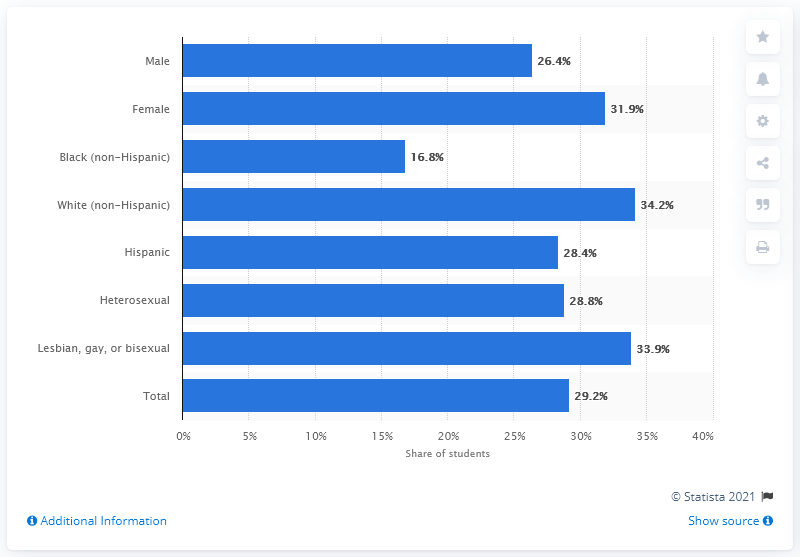 Male 26.4%
Female 31.9%
Black (non-Hispanic) 16.8%
White (non-Hispanic) 34.2%
Hispanic 28.4%
Heterosexual 28.8%
Lesbian, gay, or bisexual 33.9%
Total 29.2%
0% 5% 10% 15% 20% 25% 30% 35% 40%
Share of students
© Statista 2021
Additional Information Show source